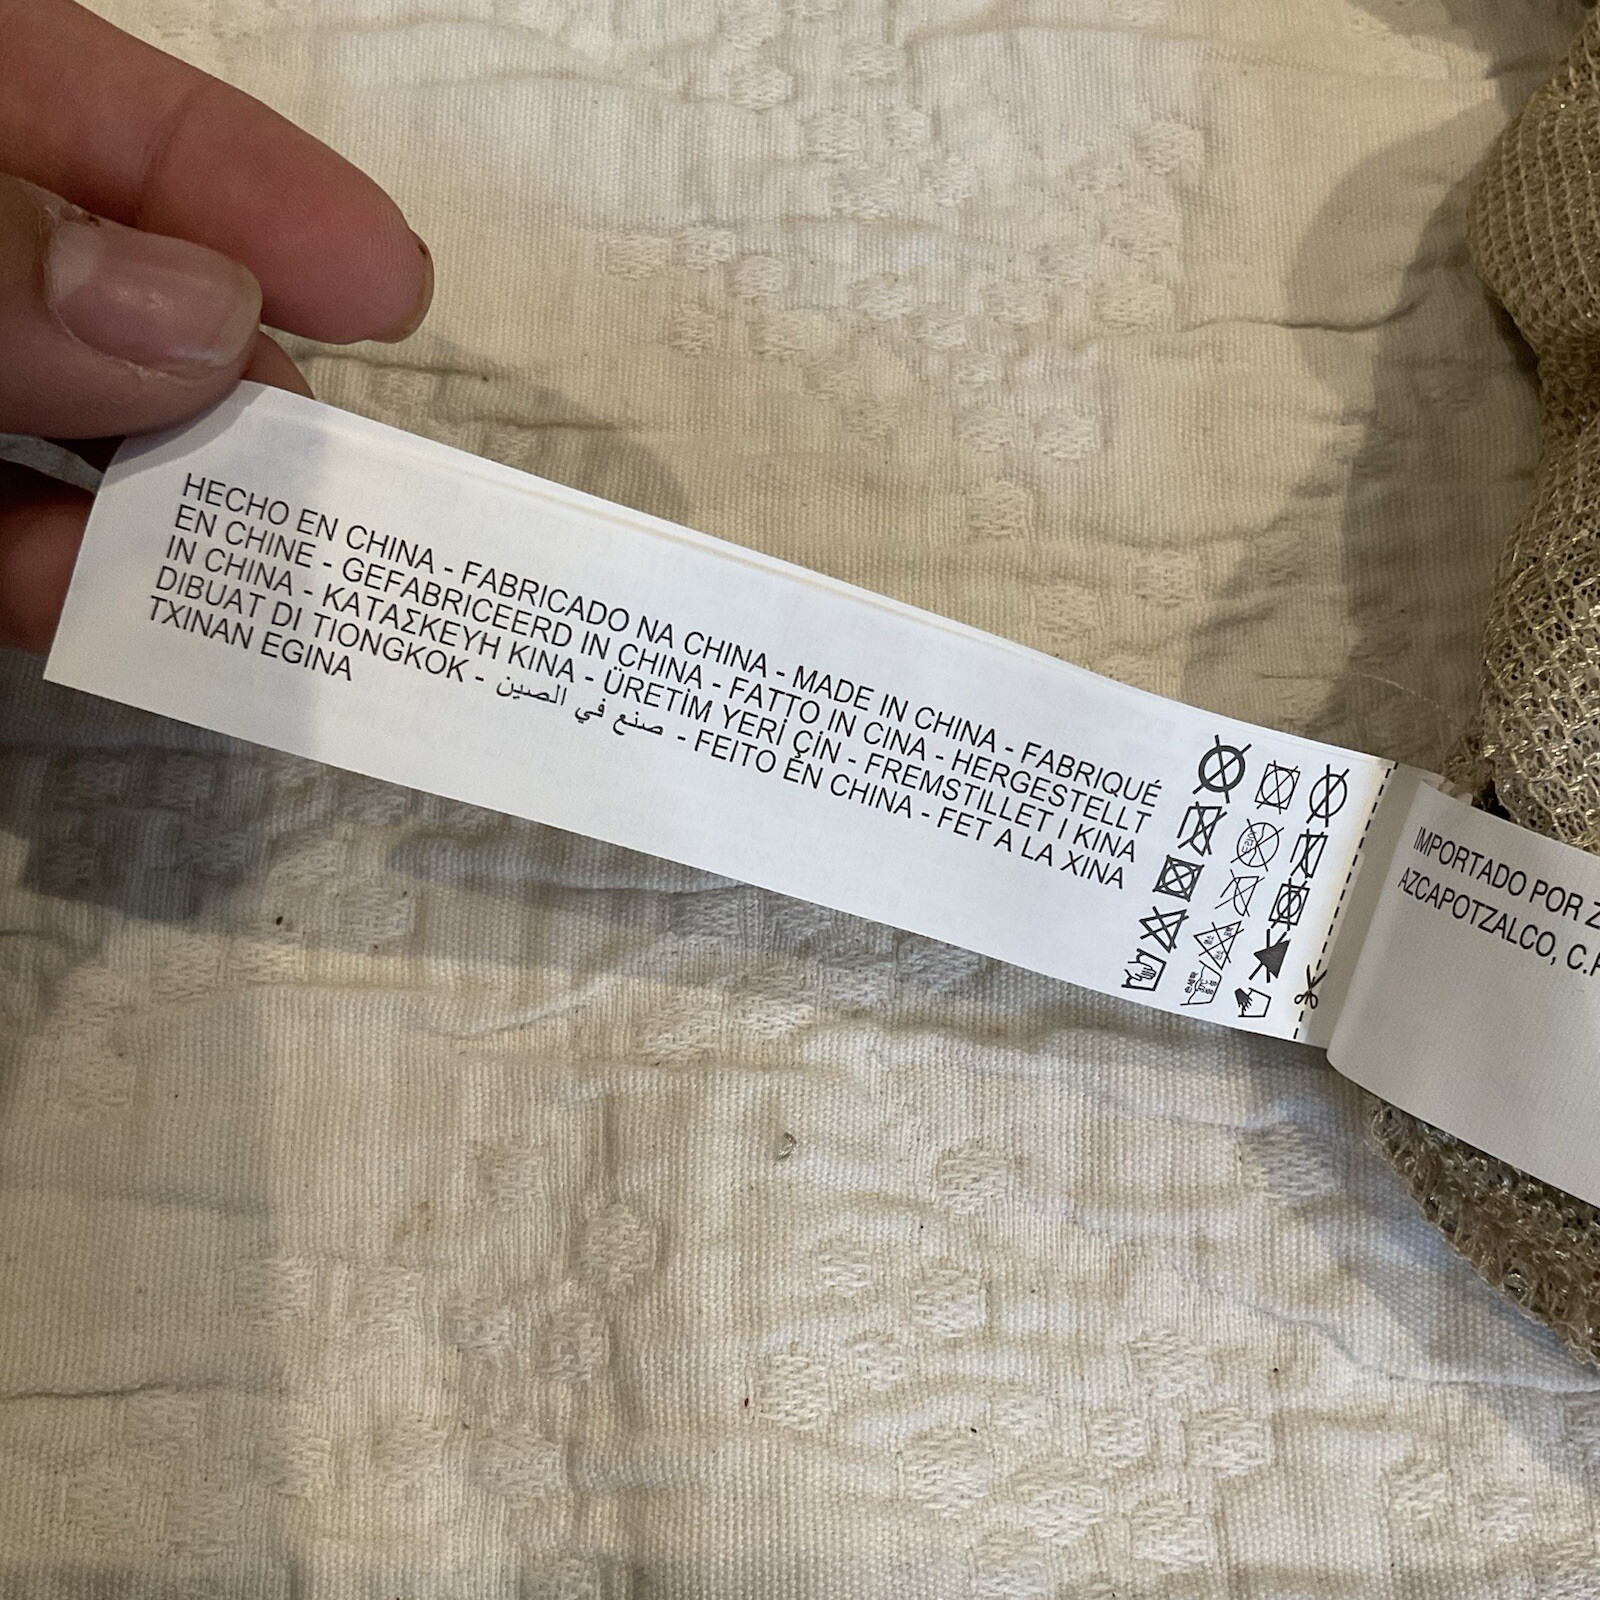 HECHO EN CHINA - FABRICADO NA CHINA - MADE IN CHINA - FABRIQUÉ
EN CHINE - GEFABRICEERD IN CHINA - FATTO IN CINA - HERGESTELLT
IN CHINA - ΚΑΤΑΣΚΕΥΗ ΚΙΝΑ - ÜRETİM YERİ ÇİN - FREMSTILLET I KINA
DIBUAT DI TIONGKOK - صنع في الصين - FEITO EN CHINA - FET A LA XINA
TXINAN EGINA
IMPORTADO POR
AZCAPOTZALCO, C.P